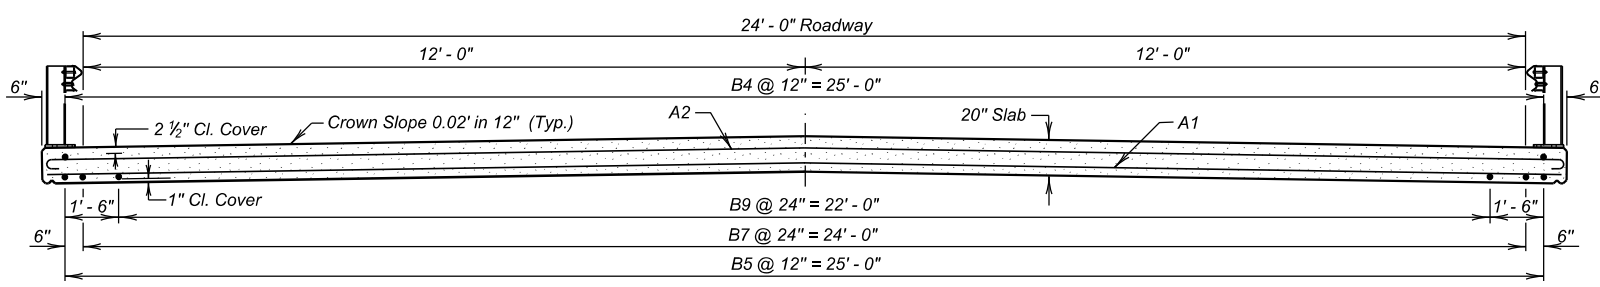 24' - 0" Roadway
12' - 0"
12' - 0"
6"
B4 @ 12" = 25' - 0"
6
2 ½" Cl. Cover
Crown Slope 0.02' in 12" (Typ.)
A2
20" Slab
A1
1" Cl. Cover
1' - 6"
B9 @ 24" = 22' - 0"
1' - 6"
6"
B7 @ 24" = 24' - 0"
6"
B5 @ 12" = 25' - 0"